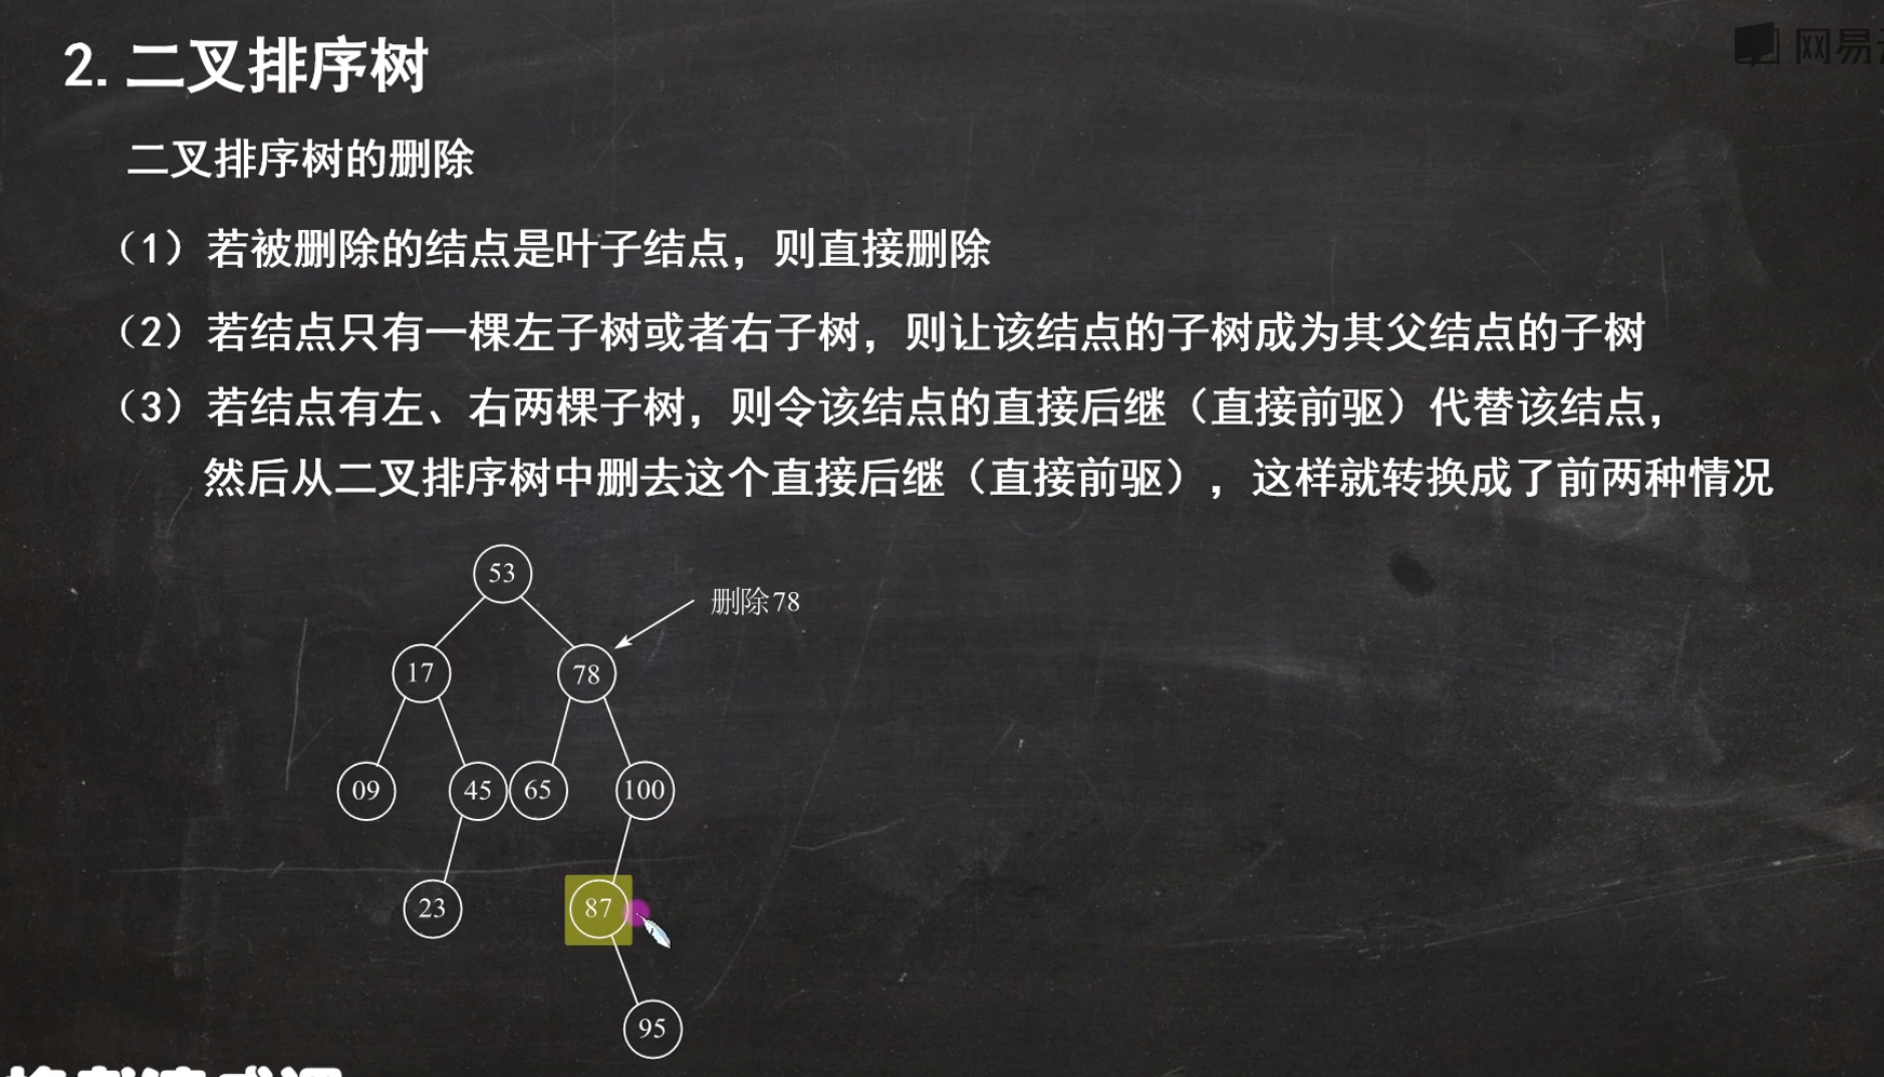 网易
2. 二叉排序树
二叉排序树的删除
（1）若被删除的结点是叶子结点，则直接删除
（2）若结点只有一棵左子树或者右子树，则让该结点的子树成为其父结点的子树
（3）若结点有左、右两棵子树，则令该结点的直接后继（直接前驱）代替该结点，
然后从二叉排序树中删去这个直接后继（直接前驱），这样就转换成了前两种情况
53
删除78
17 78
09 45 65 100
23 87
95